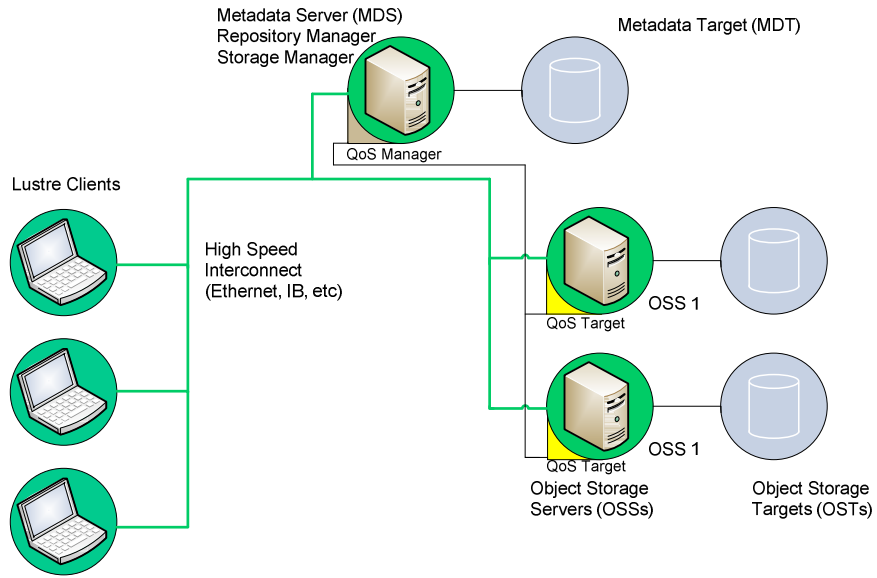 Metadata Server (MDS)
Repository Manager
Storage Manager
Metadata Target (MDT)
QoS Manager
Lustre Clients
High Speed
Interconnect
(Ethernet, IB, etc)
OSS 1
QoS Target
OSS 1
QoS Target
Object Storage
Servers (OSSs)
Object Storage
Targets (OSTs)